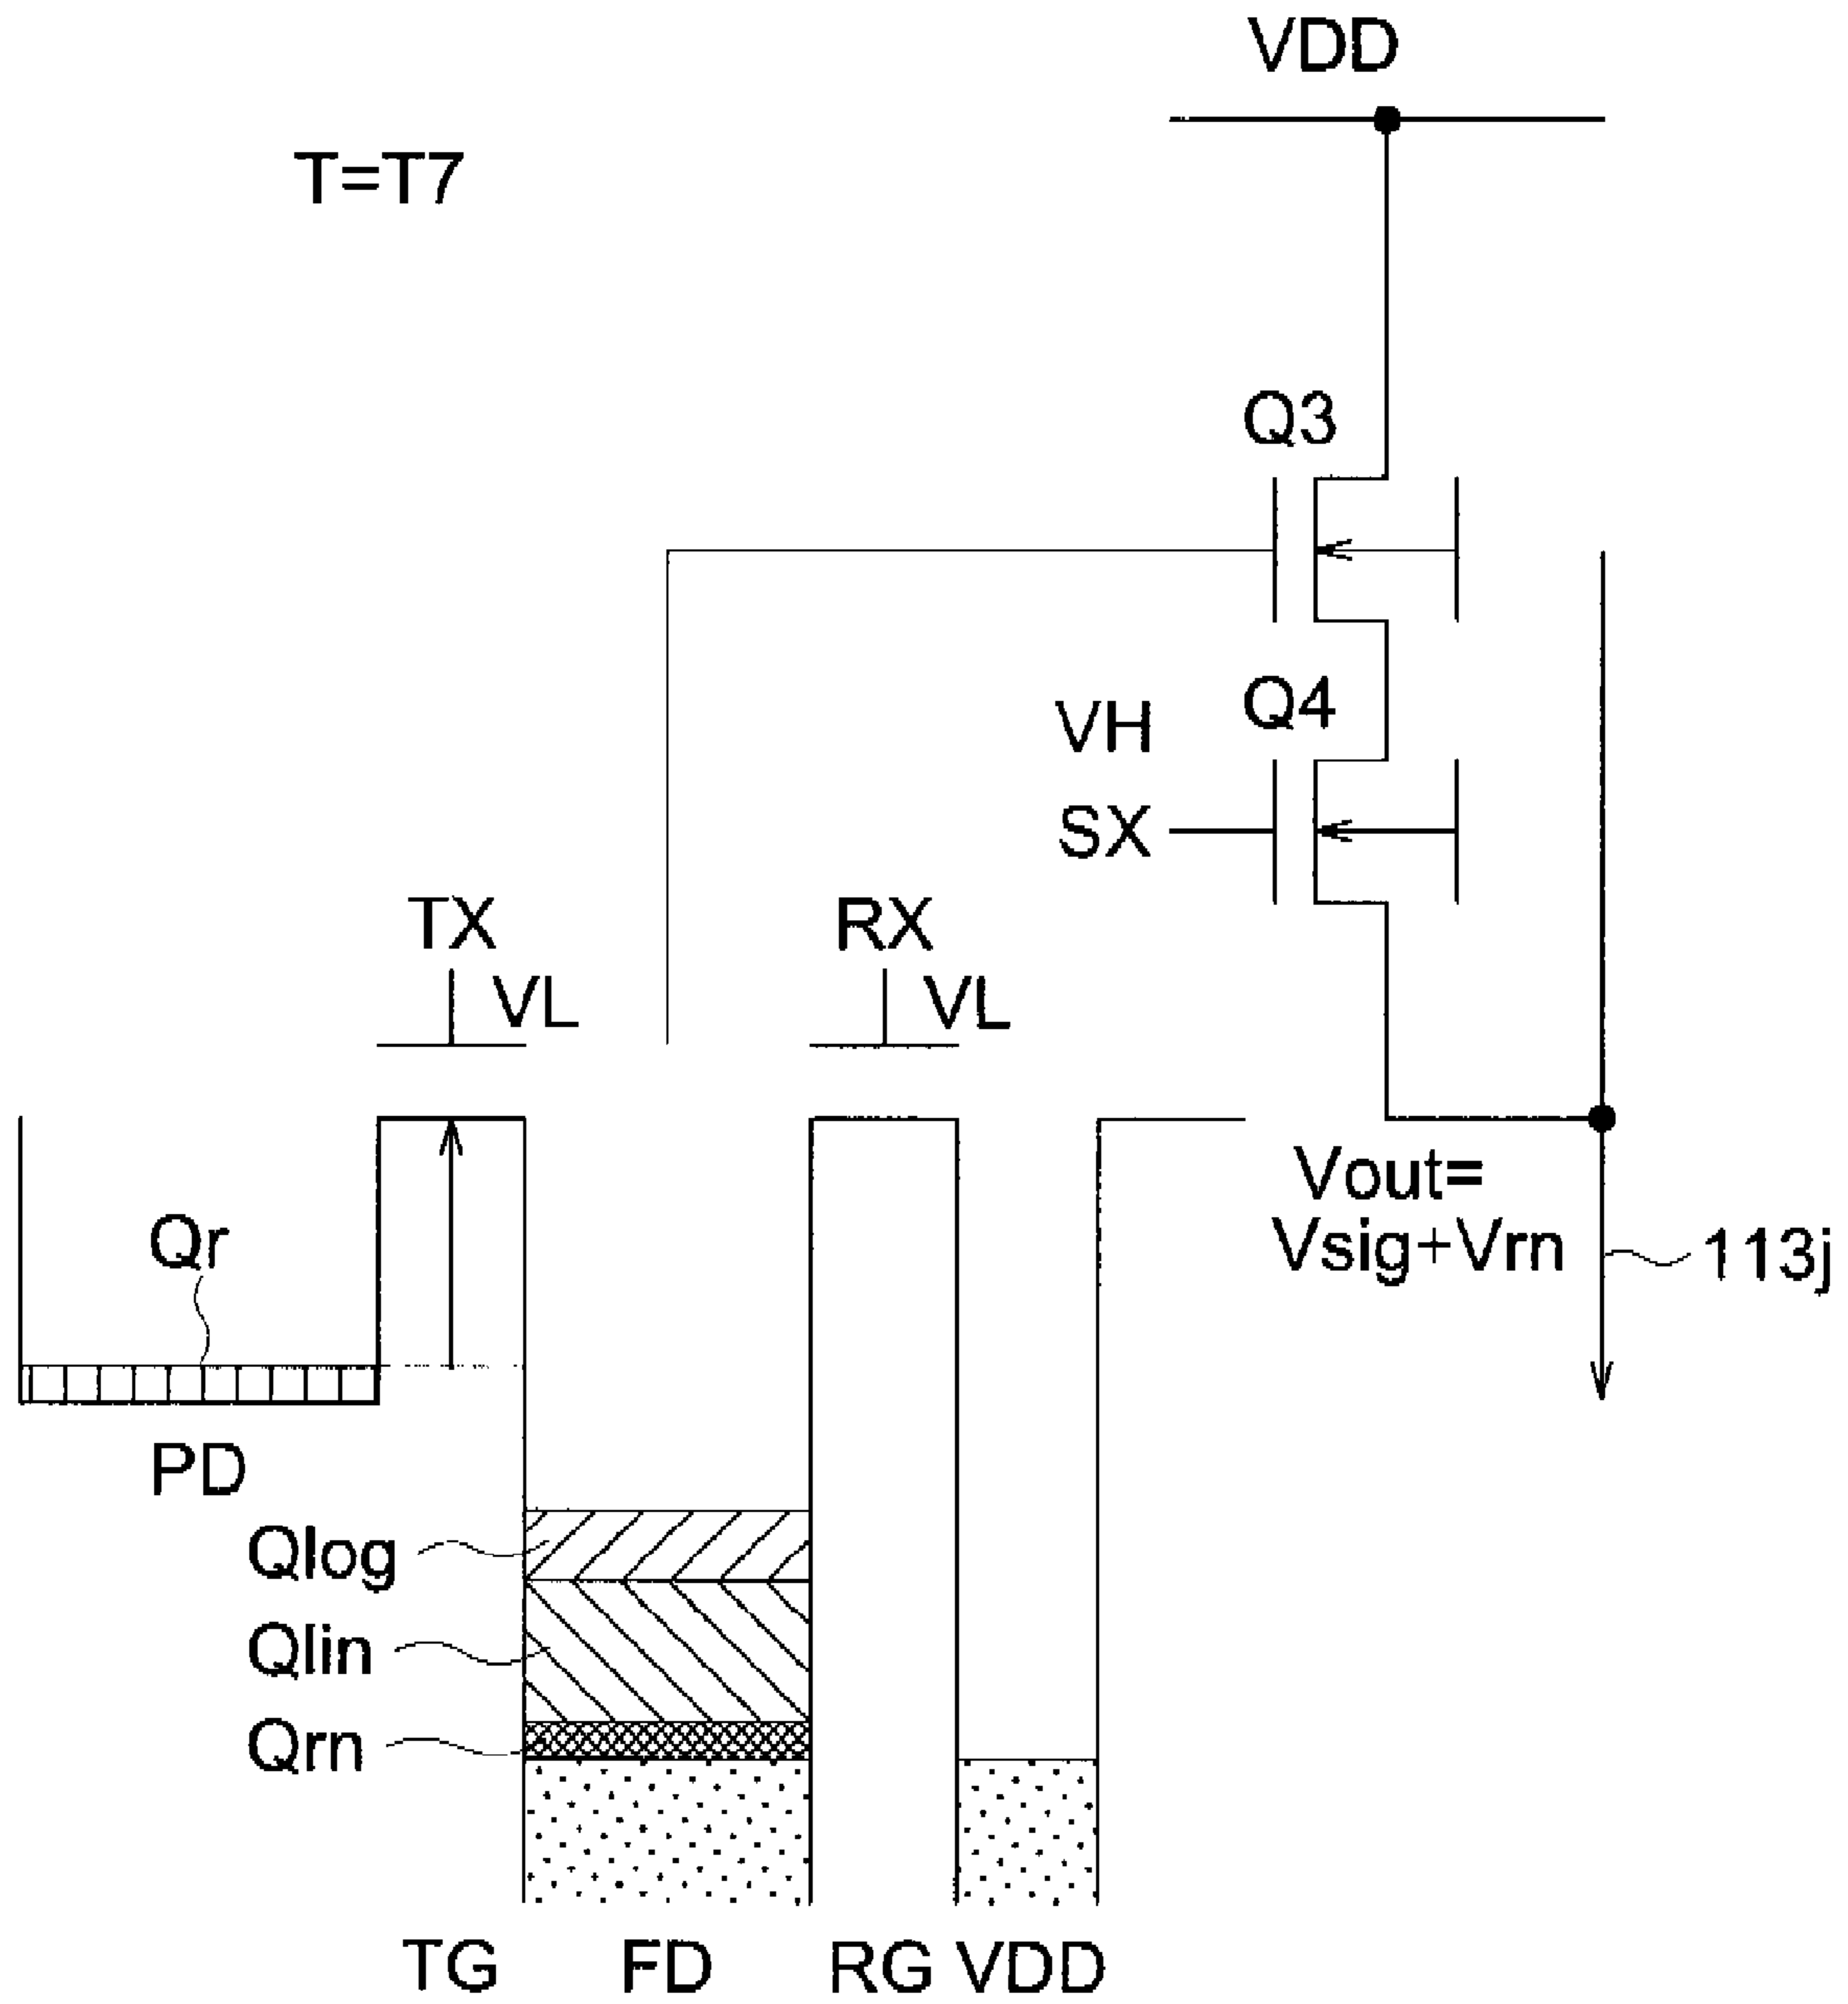 VDD
T=T7
Q3
Q4
VH
SX
TX
RX
VL
VL
Vout=
Vsig+Vrn
113j
Qr
PD
Qlog
Qlin
Qrn
TG FD RG VDD